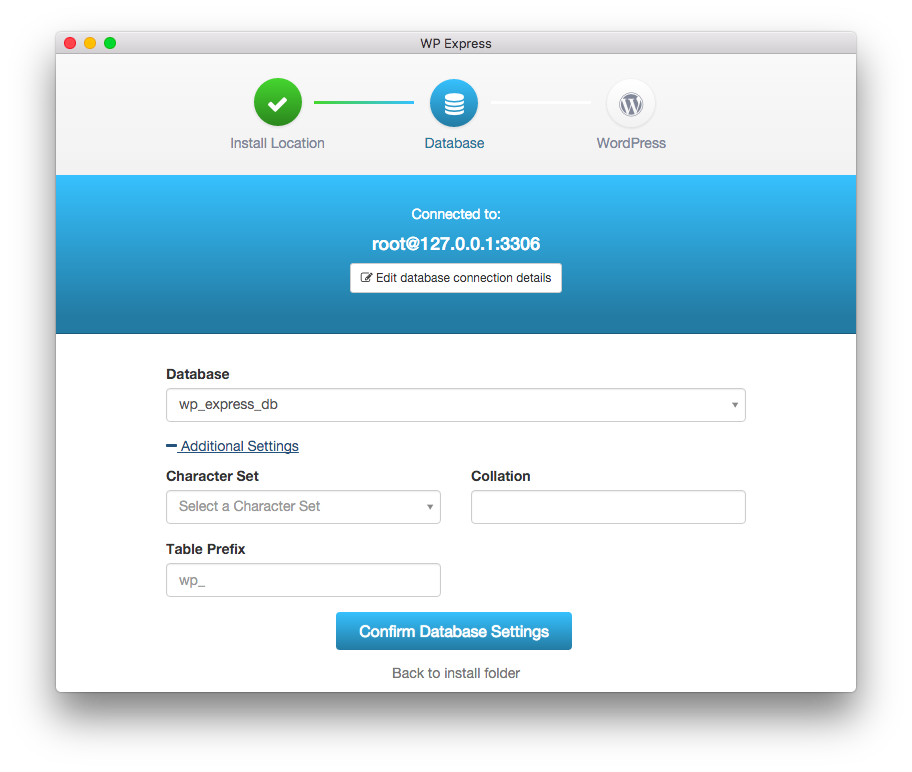 WP Express
Install Location
Database
WordPress
Connected to:
root@127.0.0.1:3306
Edit database connection details
Database
wp_express_db
Additional Settings
Character Set
Collation
Select a Character Set
Table Prefix
wp_
Confirm Database Settings
Back to install folder